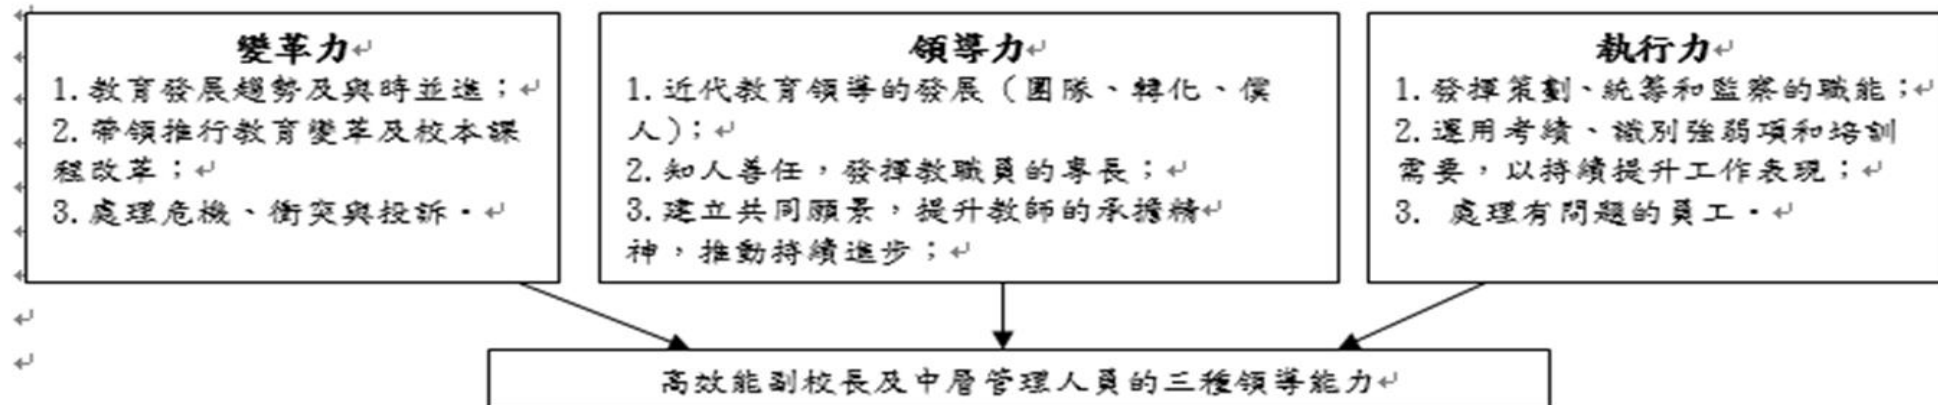 變革力
1.教育發展趨勢及與時並進；
2.帶領推行教育變革及校本課
程改革；
3.處理危機、衝突與投訴。
領導力
1.近代教育領導的發展（團隊、轉化、僕
人)；
2.知人善任，發揮教職員的專長；
3.建立共同願景，提升教師的承擔精
神，推動持續進步；
執行力
1.發揮策劃、統籌和監察的職能；
2.運用考績、識別強弱項和培訓
需要，以持續提升工作表現；
3. 處理有問題的員工。
高效能副校長及中層管理人員的三種領導能力